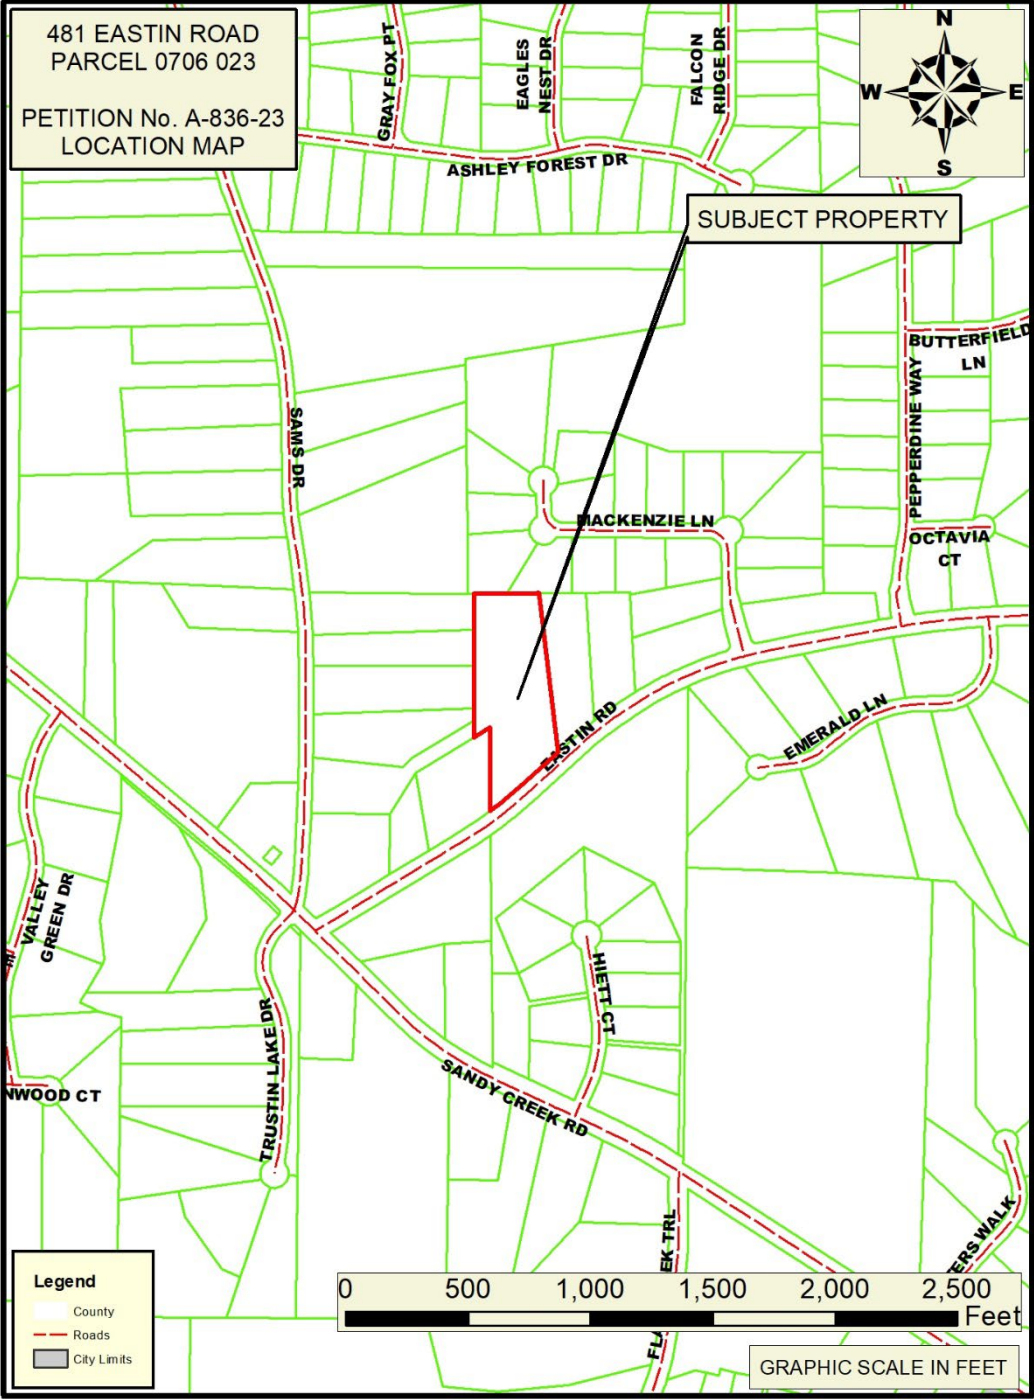 481 EASTIN ROAD
PARCEL 0706 023
PETITION No. A-836-23
LOCATION MAP
N
W
E
S
GRAY FOX PT
EAGLES
NEST DR
FALCON
RIDGE DR
ASHLEY FOREST DR
SUBJECT PROPERTY
BUTTERFIELD
LN
PEPPERDINE WAY
SAMS DR
MACKENZIE LN
OCTAVIA
CT
EASTIN RD
EMERALD LN
VALLEY
GREEN DR
HIETT CT
TRUSTIN LAKE DR
NWOOD CT
SANDY CREEK RD
EK TRL
FLA
TERS WALK
Legend
County
Roads
City Limits
0 500 1,000 1,500 2,000 2,500
Feet
GRAPHIC SCALE IN FEET